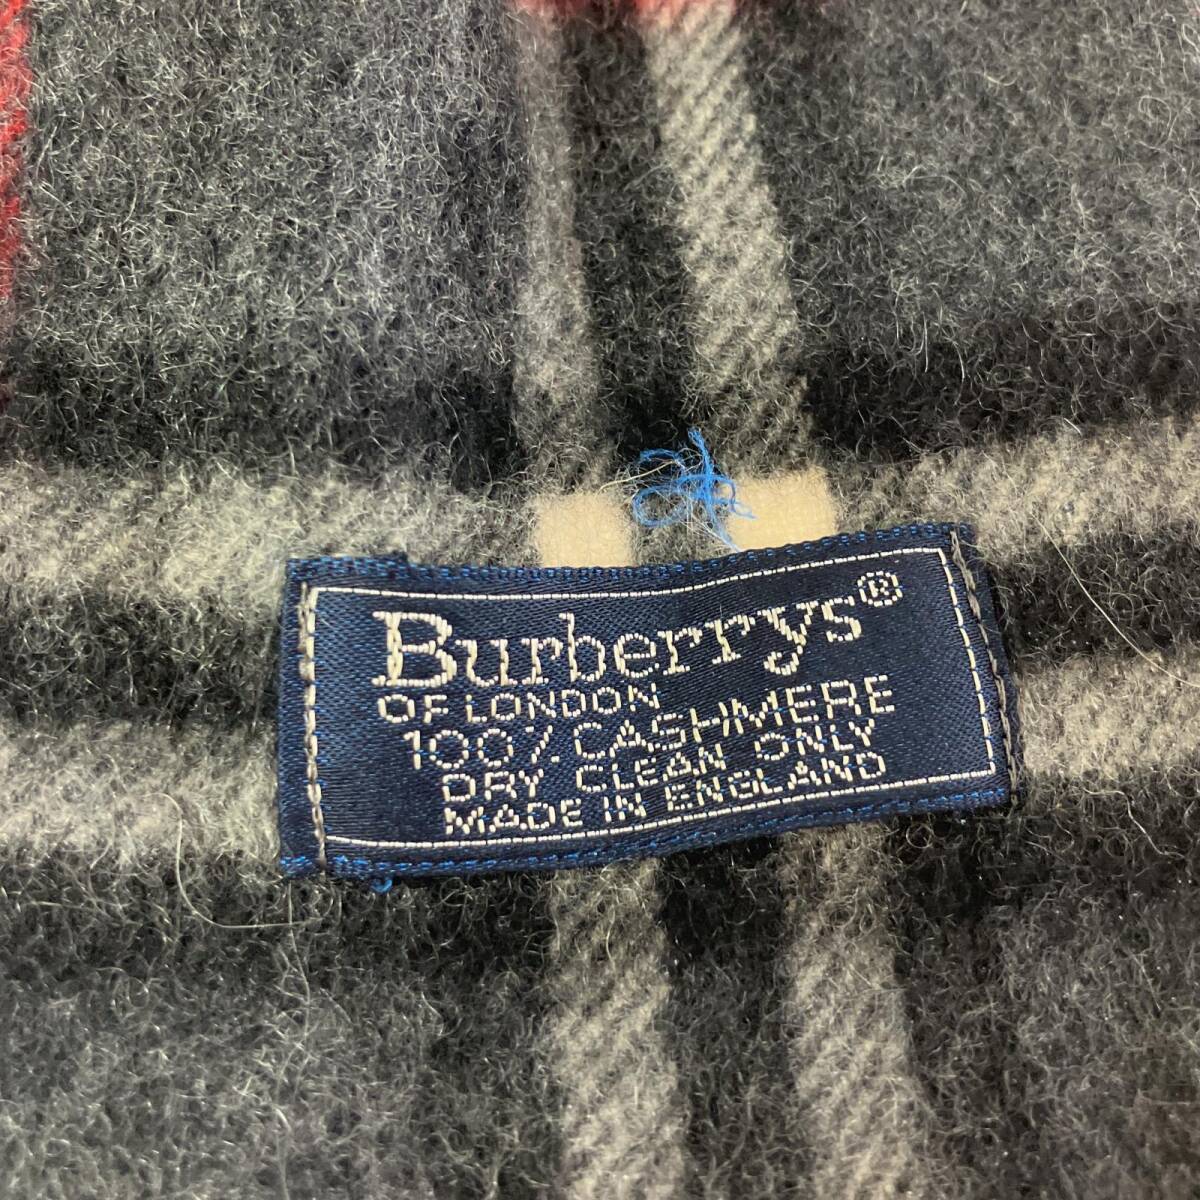 Burberrys®
OF LONDON
100% CASHMERE
DRY CLEAN ONLY
MADE IN ENGLAND